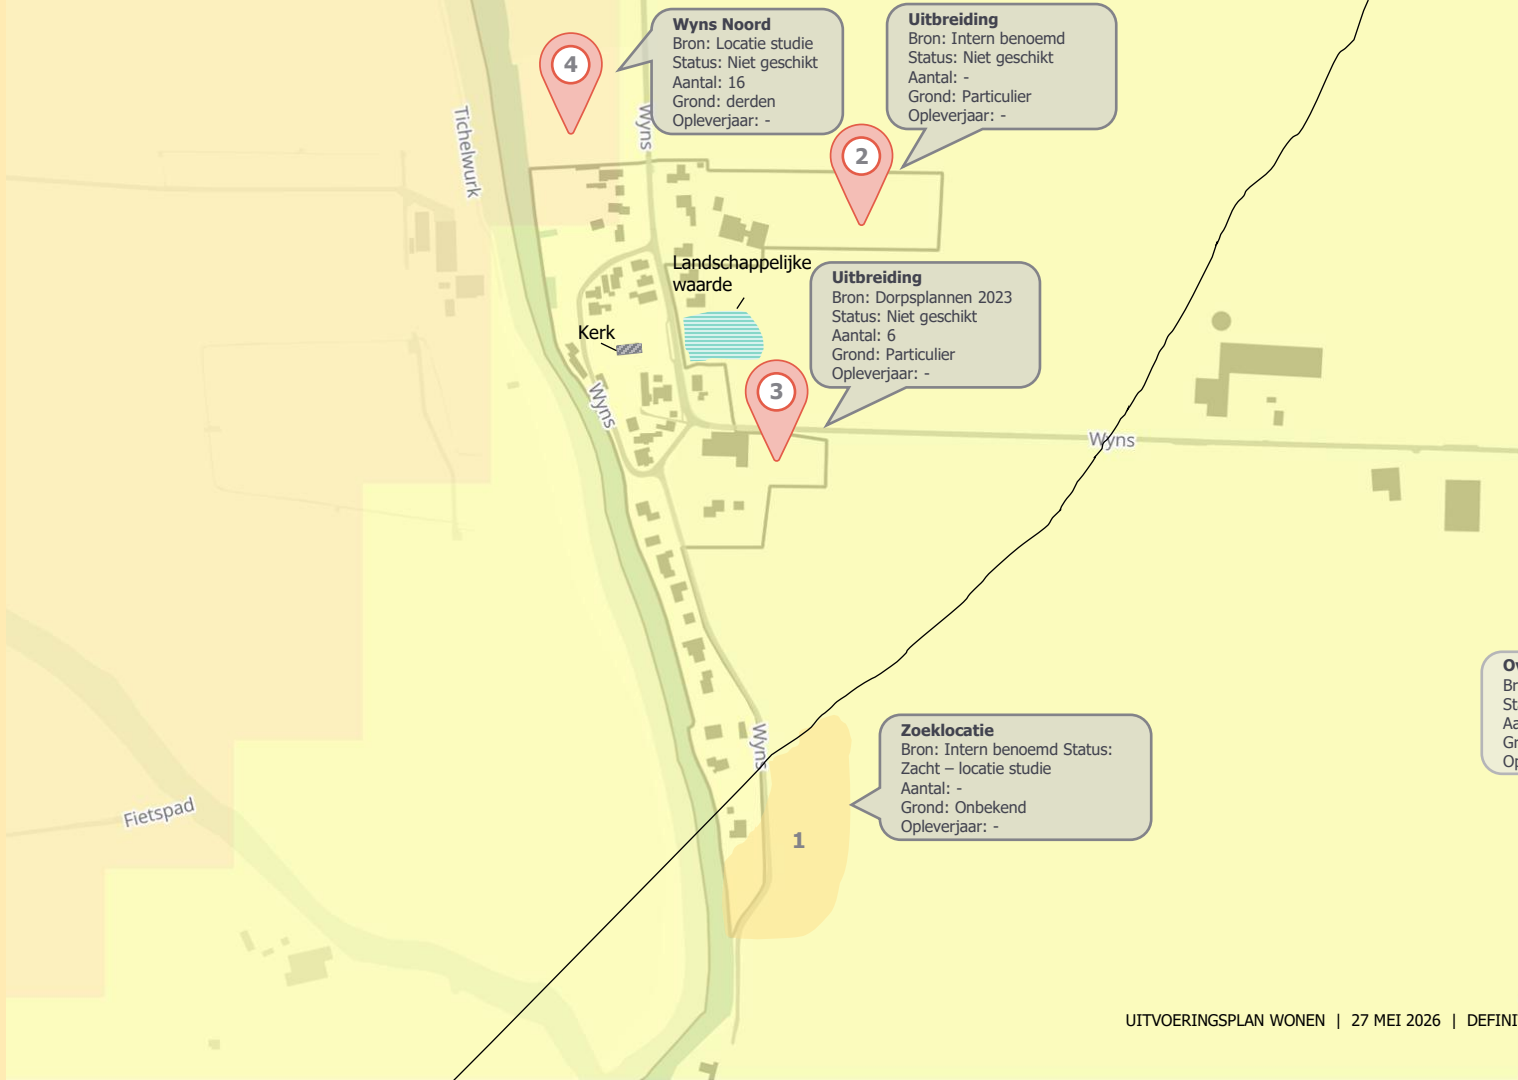 Wyns Noord
Bron: Locatie studie
Status: Niet geschikt
Aantal: 16
Grond: derden
Opleverjaar: -
Uitbreiding
Bron: Intern benoemd
Status: Niet geschikt
Aantal: -
Grond: Particulier
Opleverjaar: -
4
Tichelwurk
Wyns
2
Landschappelijke
waarde
Uitbreiding
Bron: Dorpsplannen 2023
Status: Niet geschikt
Aantal: 6
Grond: Particulier
Opleverjaar: -
Kerk
3
Wyns
Wyns
Zoeklocatie
Bron: Intern benoemd Status:
Zacht – locatie studie
Aantal: -
Grond: Onbekend
Opleverjaar: -
Wyns
1
Fietspad
UITVOERINGSPLAN WONEN | 27 MEI 2026 | DEFINI